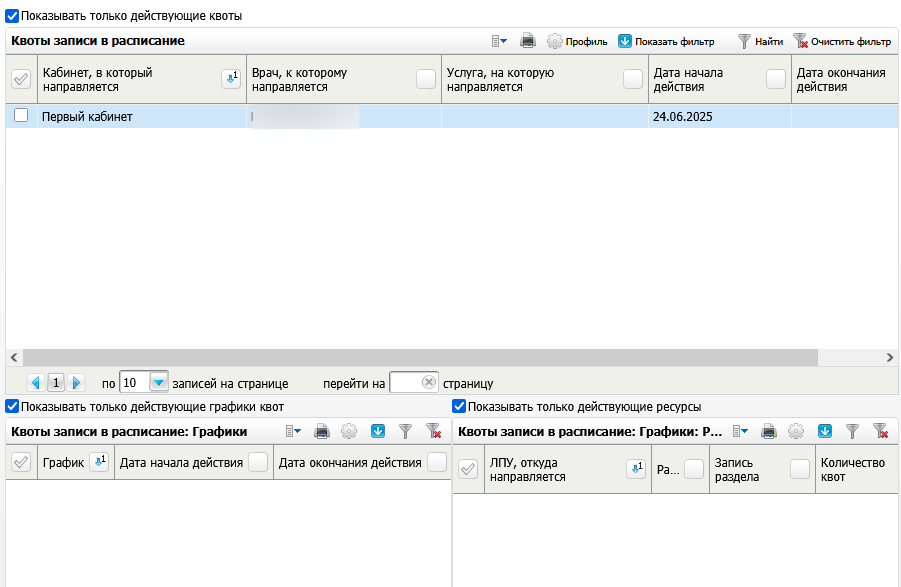 Показывать только действующие квоты
Квоты записи в расписание
Профиль
Показать фильтр
Найти
Очистить фильтр
Кабинет, в который
направляется
1
Врач, к которому
направляется
Услуга, на которую
направляется
Дата начала
действия
Дата окончания
действия
Первый кабинет
24.06.2025
1
по
10
записей на странице
перейти на
страницу
Показывать только действующие графики квот
Показывать только действующие ресурсы
Квоты записи в расписание: Графики
Квоты записи в расписание: Графики: Р...
График
1
Дата начала действия
Дата окончания действия
ЛПУ, откуда
направляется
1
Ра...
Запись
раздела
Количество
квот